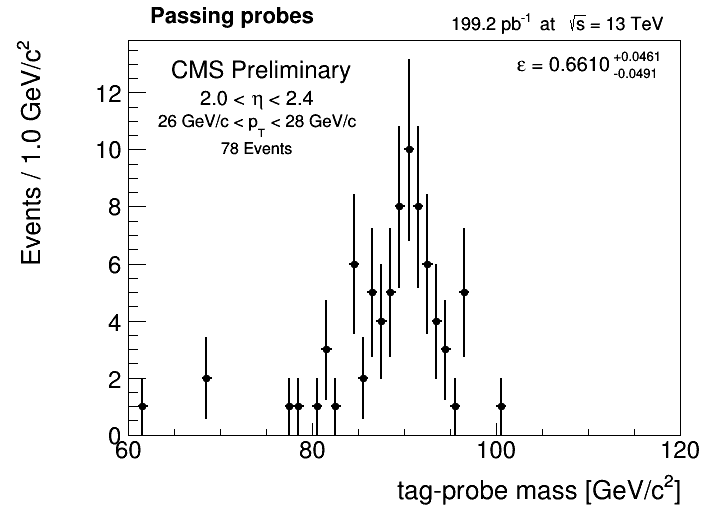 Passing probes
199.2 pb⁻¹ at √s = 13 TeV
CMS Preliminary
ε = 0.6610 +0.0461 -0.0491
2.0 < η < 2.4
26 GeV/c < p_T < 28 GeV/c
78 Events
Events / 1.0 GeV/c²
12
10
8
6
4
2
0
60 80 100 120
tag-probe mass [GeV/c²]